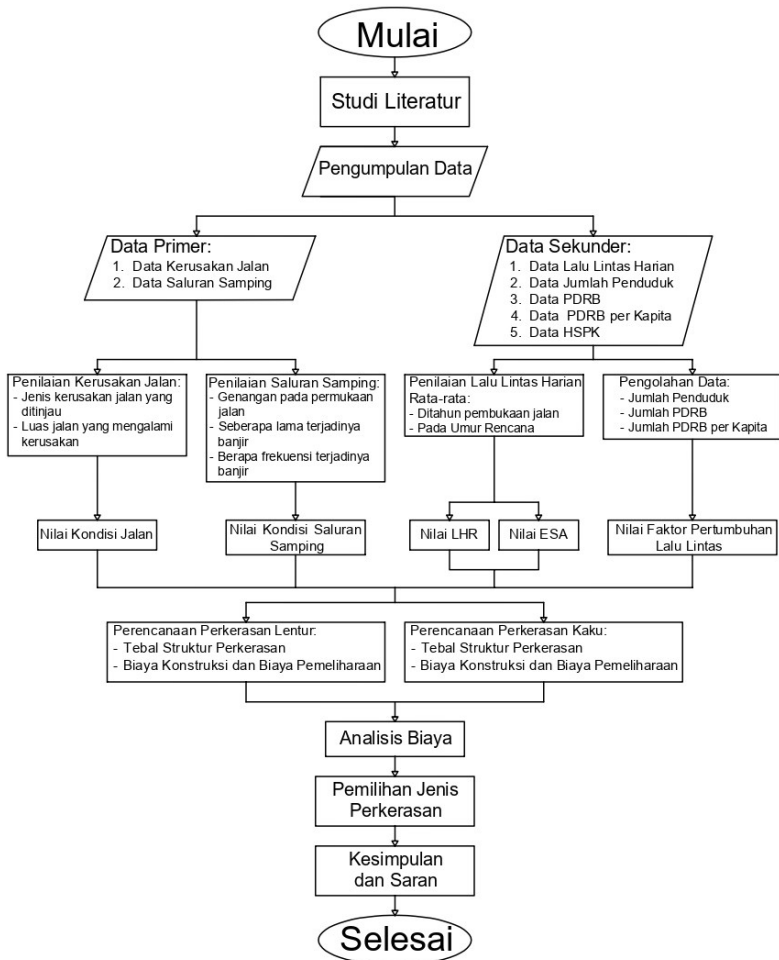 Mulai
Studi Literatur
Pengumpulan Data
Data Primer:
1. Data Kerusakan Jalan
2. Data Saluran Samping
Data Sekunder:
1. Data Lalu Lintas Harian
2. Data Jumlah Penduduk
3. Data PDRB
4. Data PDRB per Kapita
5. Data HSPK
Penilaian Kerusakan Jalan:
- Jenis kerusakan jalan yang
ditinjau
- Luas jalan yang mengalami
kerusakan
Penilaian Saluran Samping:
- Genangan pada permukaan
jalan
- Seberapa lama terjadinya
banjir
- Berapa frekuensi terjadinya
banjir
Penilaian Lalu Lintas Harian
Rata-rata:
- Ditahun pembukaan jalan
- Pada Umur Rencana
Pengolahan Data:
- Jumlah Penduduk
- Jumlah PDRB
- Jumlah PDRB per Kapita
Nilai Kondisi Jalan
Nilai Kondisi Saluran
Samping
Nilai LHR
Nilai ESA
Nilai Faktor Pertumbuhan
Lalu Lintas
Perencanaan Perkerasan Lentur:
- Tebal Struktur Perkerasan
- Biaya Konstruksi dan Biaya Pemeliharaan
Perencanaan Perkerasan Kaku:
- Tebal Struktur Perkerasan
- Biaya Konstruksi dan Biaya Pemeliharaan
Analisis Biaya
Pemilihan Jenis
Perkerasan
Kesimpulan
dan Saran
Selesai